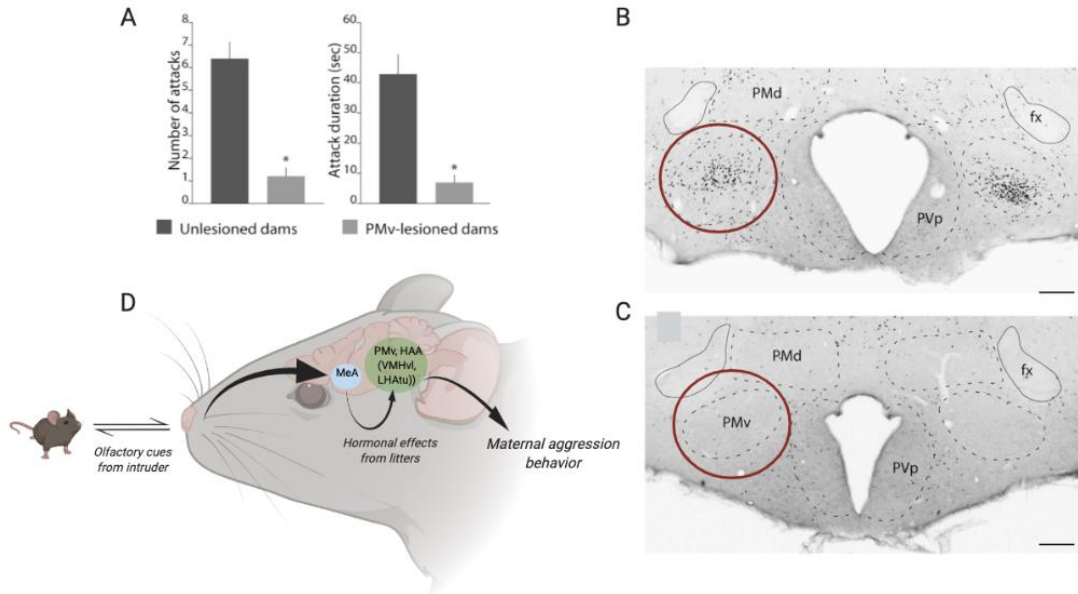 A
Number of attacks
8
7
6
5
4
3
2
1
0
*
Attack duration (sec)
60
50
40
30
20
10
0
*
Unlesioned dams
PMv-lesioned dams
B
PMd
fx
PVp
C
PMd
fx
PMv
PVp
D
Olfactory cues
from intruder
MeA
PMv, HAA
(VMHvl,
LHAtu))
Hormonal effects
from litters
Maternal aggression
behavior